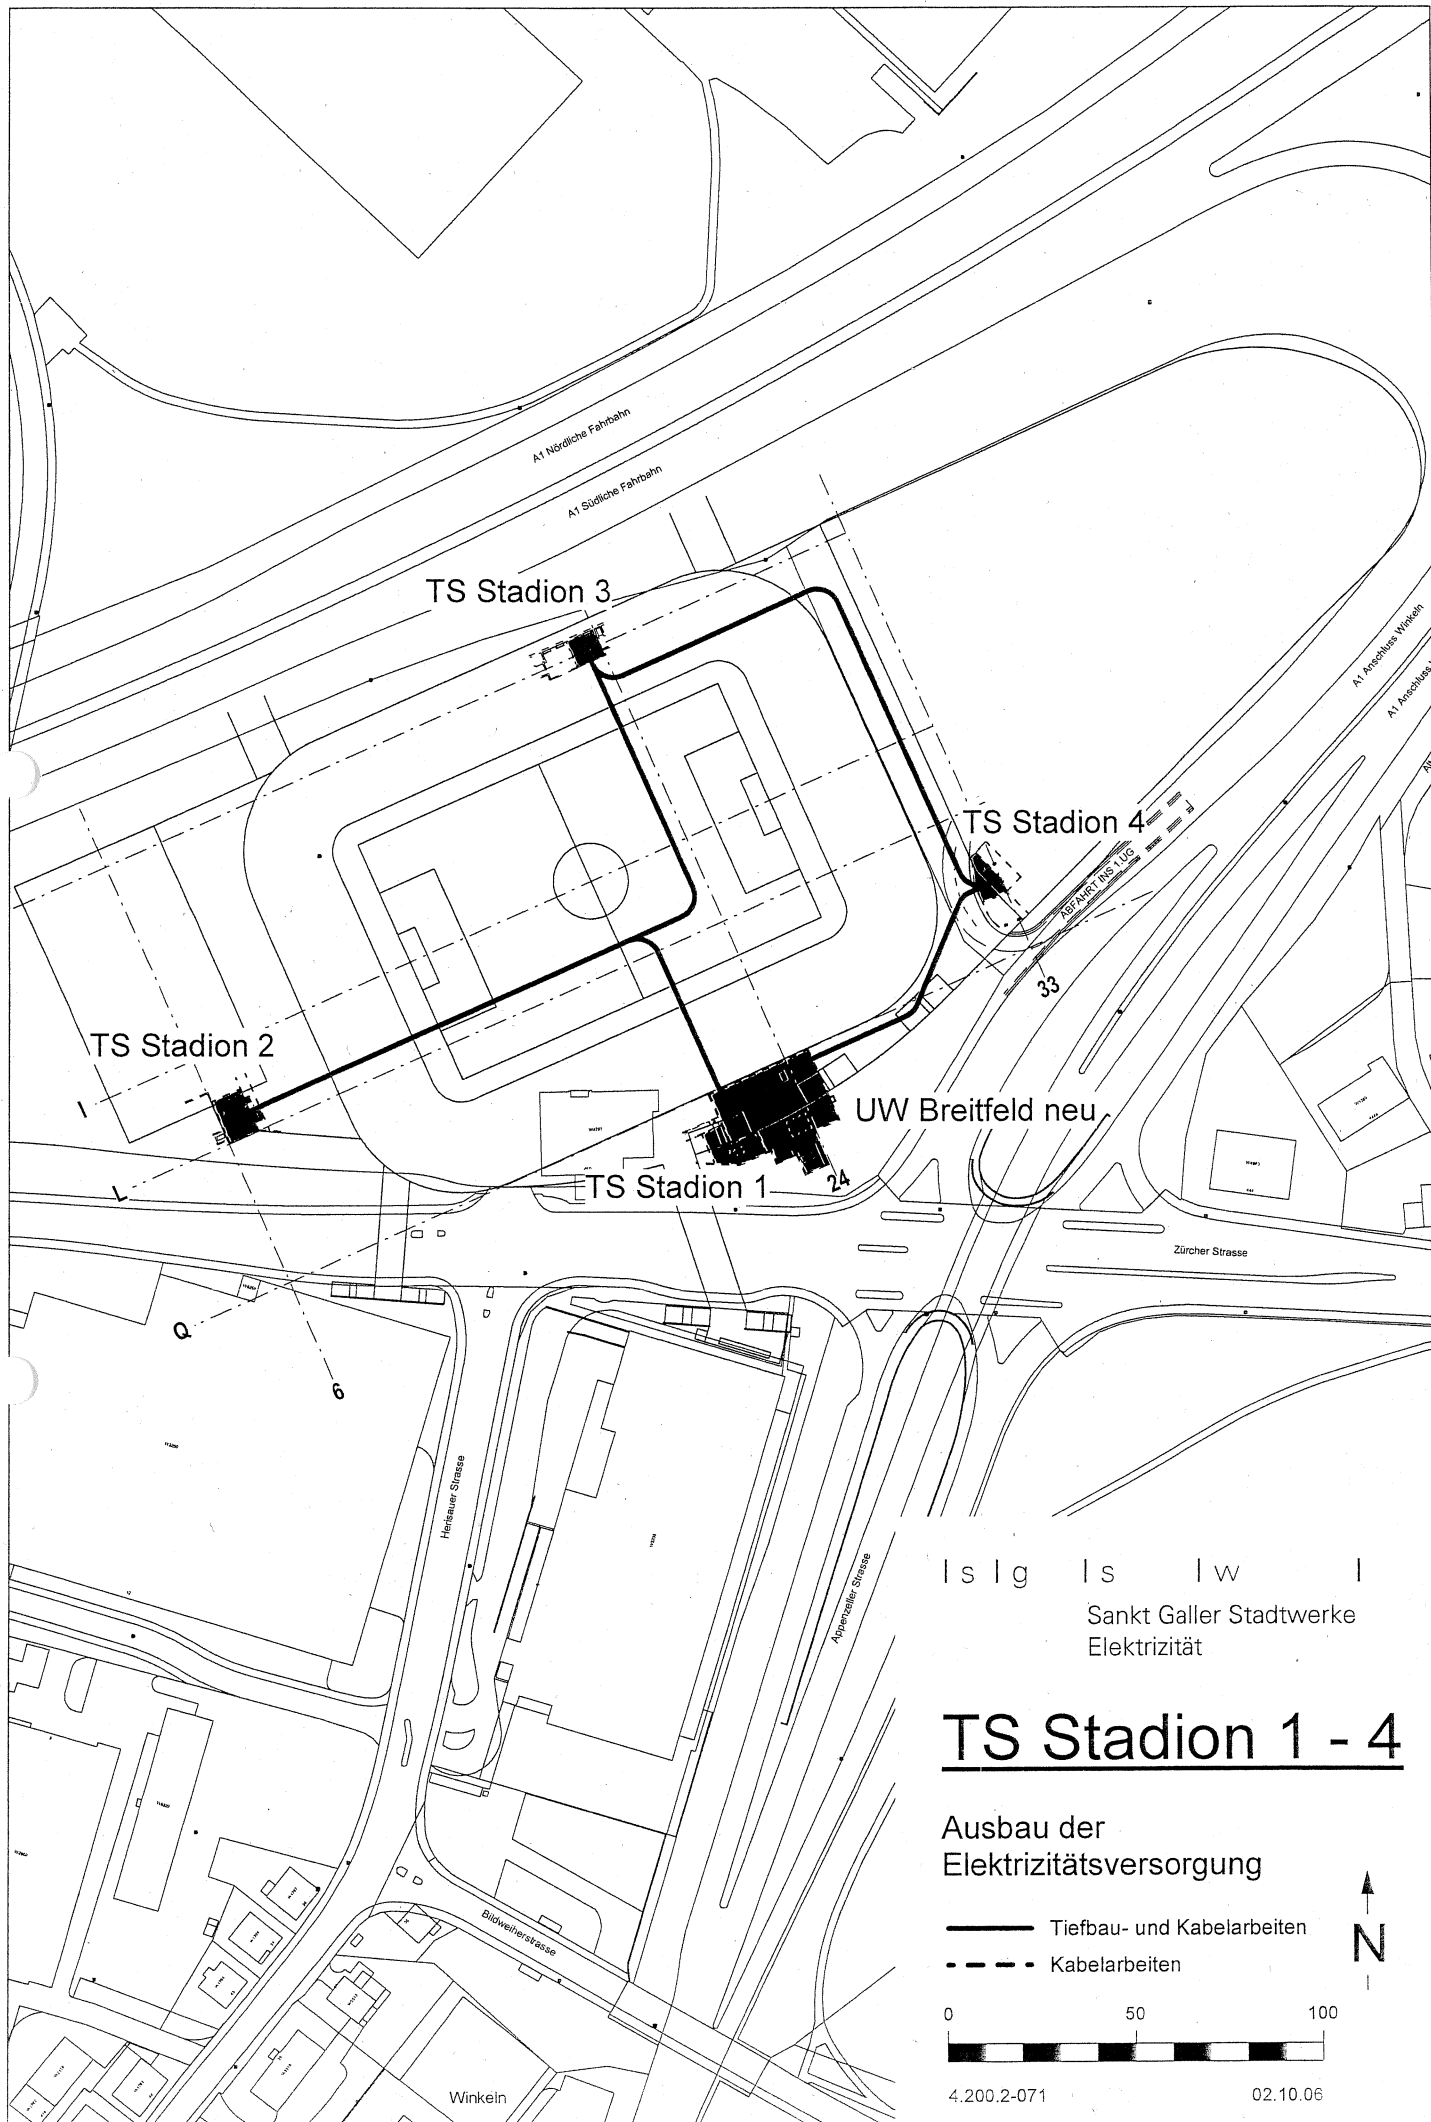 A1 Nördliche Fahrbahn
A1 Südliche Fahrbahn
TS Stadion 3
A1 Anschluss Winkeln
A1 Anschluss
TS Stadion 4
ABFAHRT INS 1.UG
33
TS Stadion 2
I
UW Breitfeld neu
TS Stadion 1
24
L
Zürcher Strasse
Q
6
Herisauer Strasse
Appenzeller Strasse
Bildweiherstrasse
Winkeln
| s | g | s | w |
Sankt Galler Stadtwerke
Elektrizität
TS Stadion 1 - 4
Ausbau der
Elektrizitätsversorgung
Tiefbau- und Kabelarbeiten
Kabelarbeiten
N
0 50 100
4.200.2-071 02.10.06